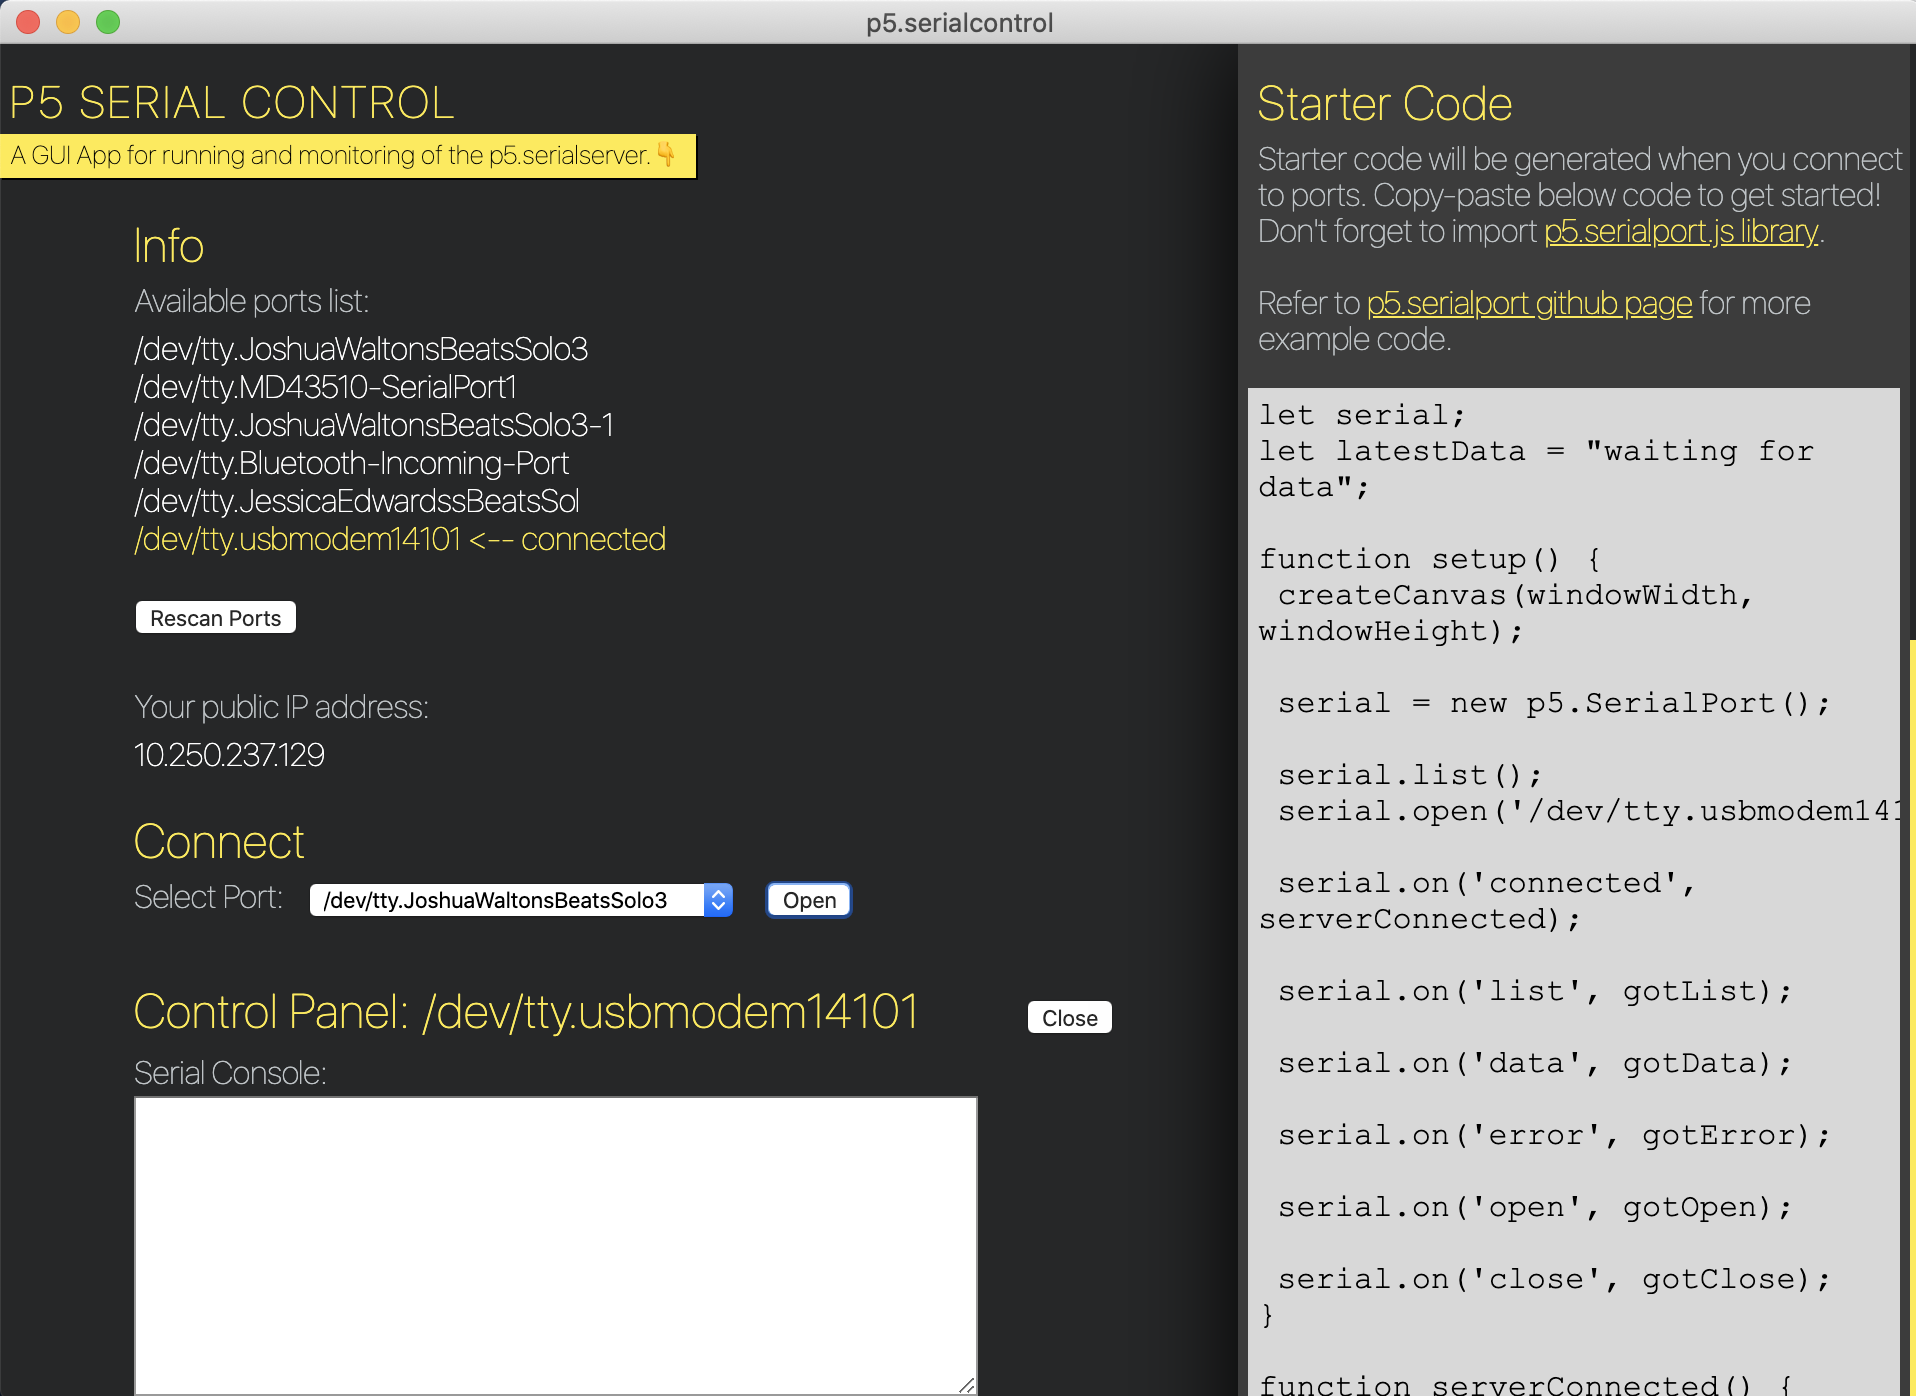 p5.serialcontrol
P5 SERIAL CONTROL
A GUI App for running and monitoring of the p5.serialserver. 👇
Info
Available ports list:
/dev/tty.JoshuaWaltonsBeatsSolo3
/dev/tty.MD43510-SerialPort1
/dev/tty.JoshuaWaltonsBeatsSolo3-1
/dev/tty.Bluetooth-Incoming-Port
/dev/tty.JessicaEdwardssBeatsSol
/dev/tty.usbmodem14101 <-- connected
Rescan Ports
Your public IP address:
10.250.237.129
Connect
Select Port: /dev/tty.JoshuaWaltonsBeatsSolo3 Open
Control Panel: /dev/tty.usbmodem14101 Close
Serial Console:
Starter Code
Starter code will be generated when you connect
to ports. Copy-paste below code to get started!
Don't forget to import p5.serialport.js library.
Refer to p5.serialport github page for more
example code.
let serial;
let latestData = "waiting for
data";
function setup() {
createCanvas(windowWidth,
windowHeight);
serial = new p5.SerialPort();
serial.list();
serial.open('/dev/tty.usbmodem141
serial.on('connected',
serverConnected);
serial.on('list', gotList);
serial.on('data', gotData);
serial.on('error', gotError);
serial.on('open', gotOpen);
serial.on('close', gotClose);
}
function serverConnected() {